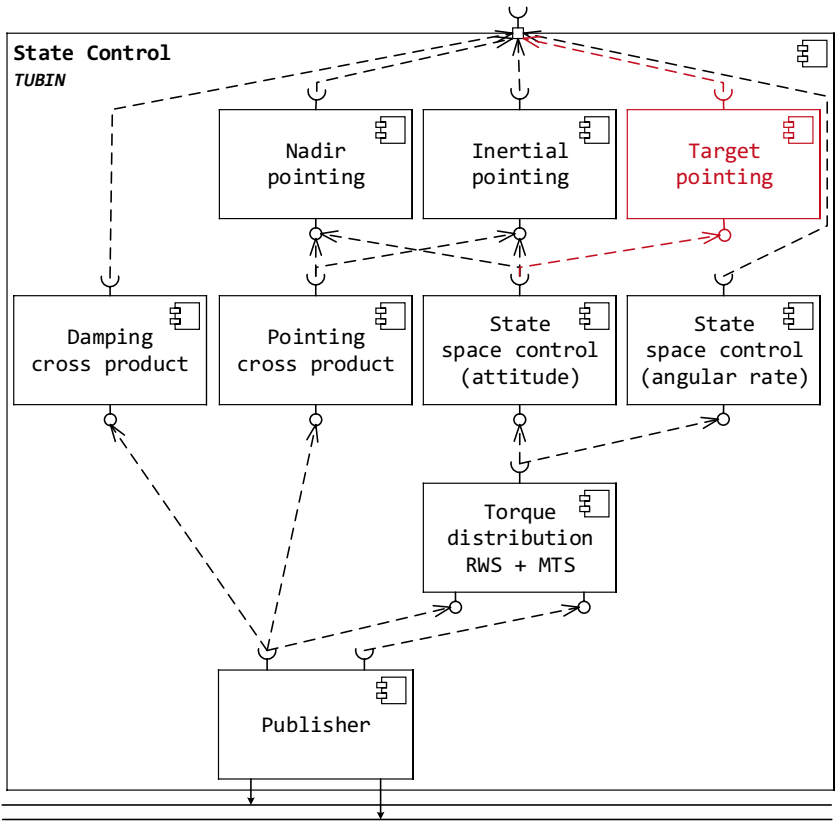 State Control
TUBIN
Nadir
pointing
Inertial
pointing
Target
pointing
Damping
cross product
Pointing
cross product
State
space control
(attitude)
State
space control
(angular rate)
Torque
distribution
RWS + MTS
Publisher